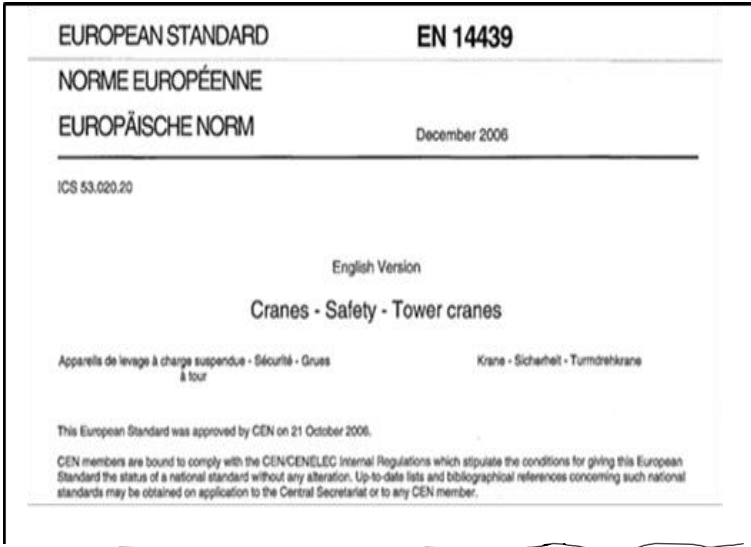 EUROPEAN STANDARD
EN 14439
NORME EUROPÉENNE
EUROPÄISCHE NORM
December 2006
ICS 53.020.20
English Version
Cranes - Safety - Tower cranes
Appareils de levage à charge suspendue - Sécurité - Grues
à tour
Krane - Sicherheit - Turmdrehkrane
This European Standard was approved by CEN on 21 October 2006.
CEN members are bound to comply with the CEN/CENELEC Internal Regulations which stipulate the conditions for giving this European
Standard the status of a national standard without any alteration. Up-to-date lists and bibliographical references concerning such national
standards may be obtained on application to the Central Secretariat or to any CEN member.